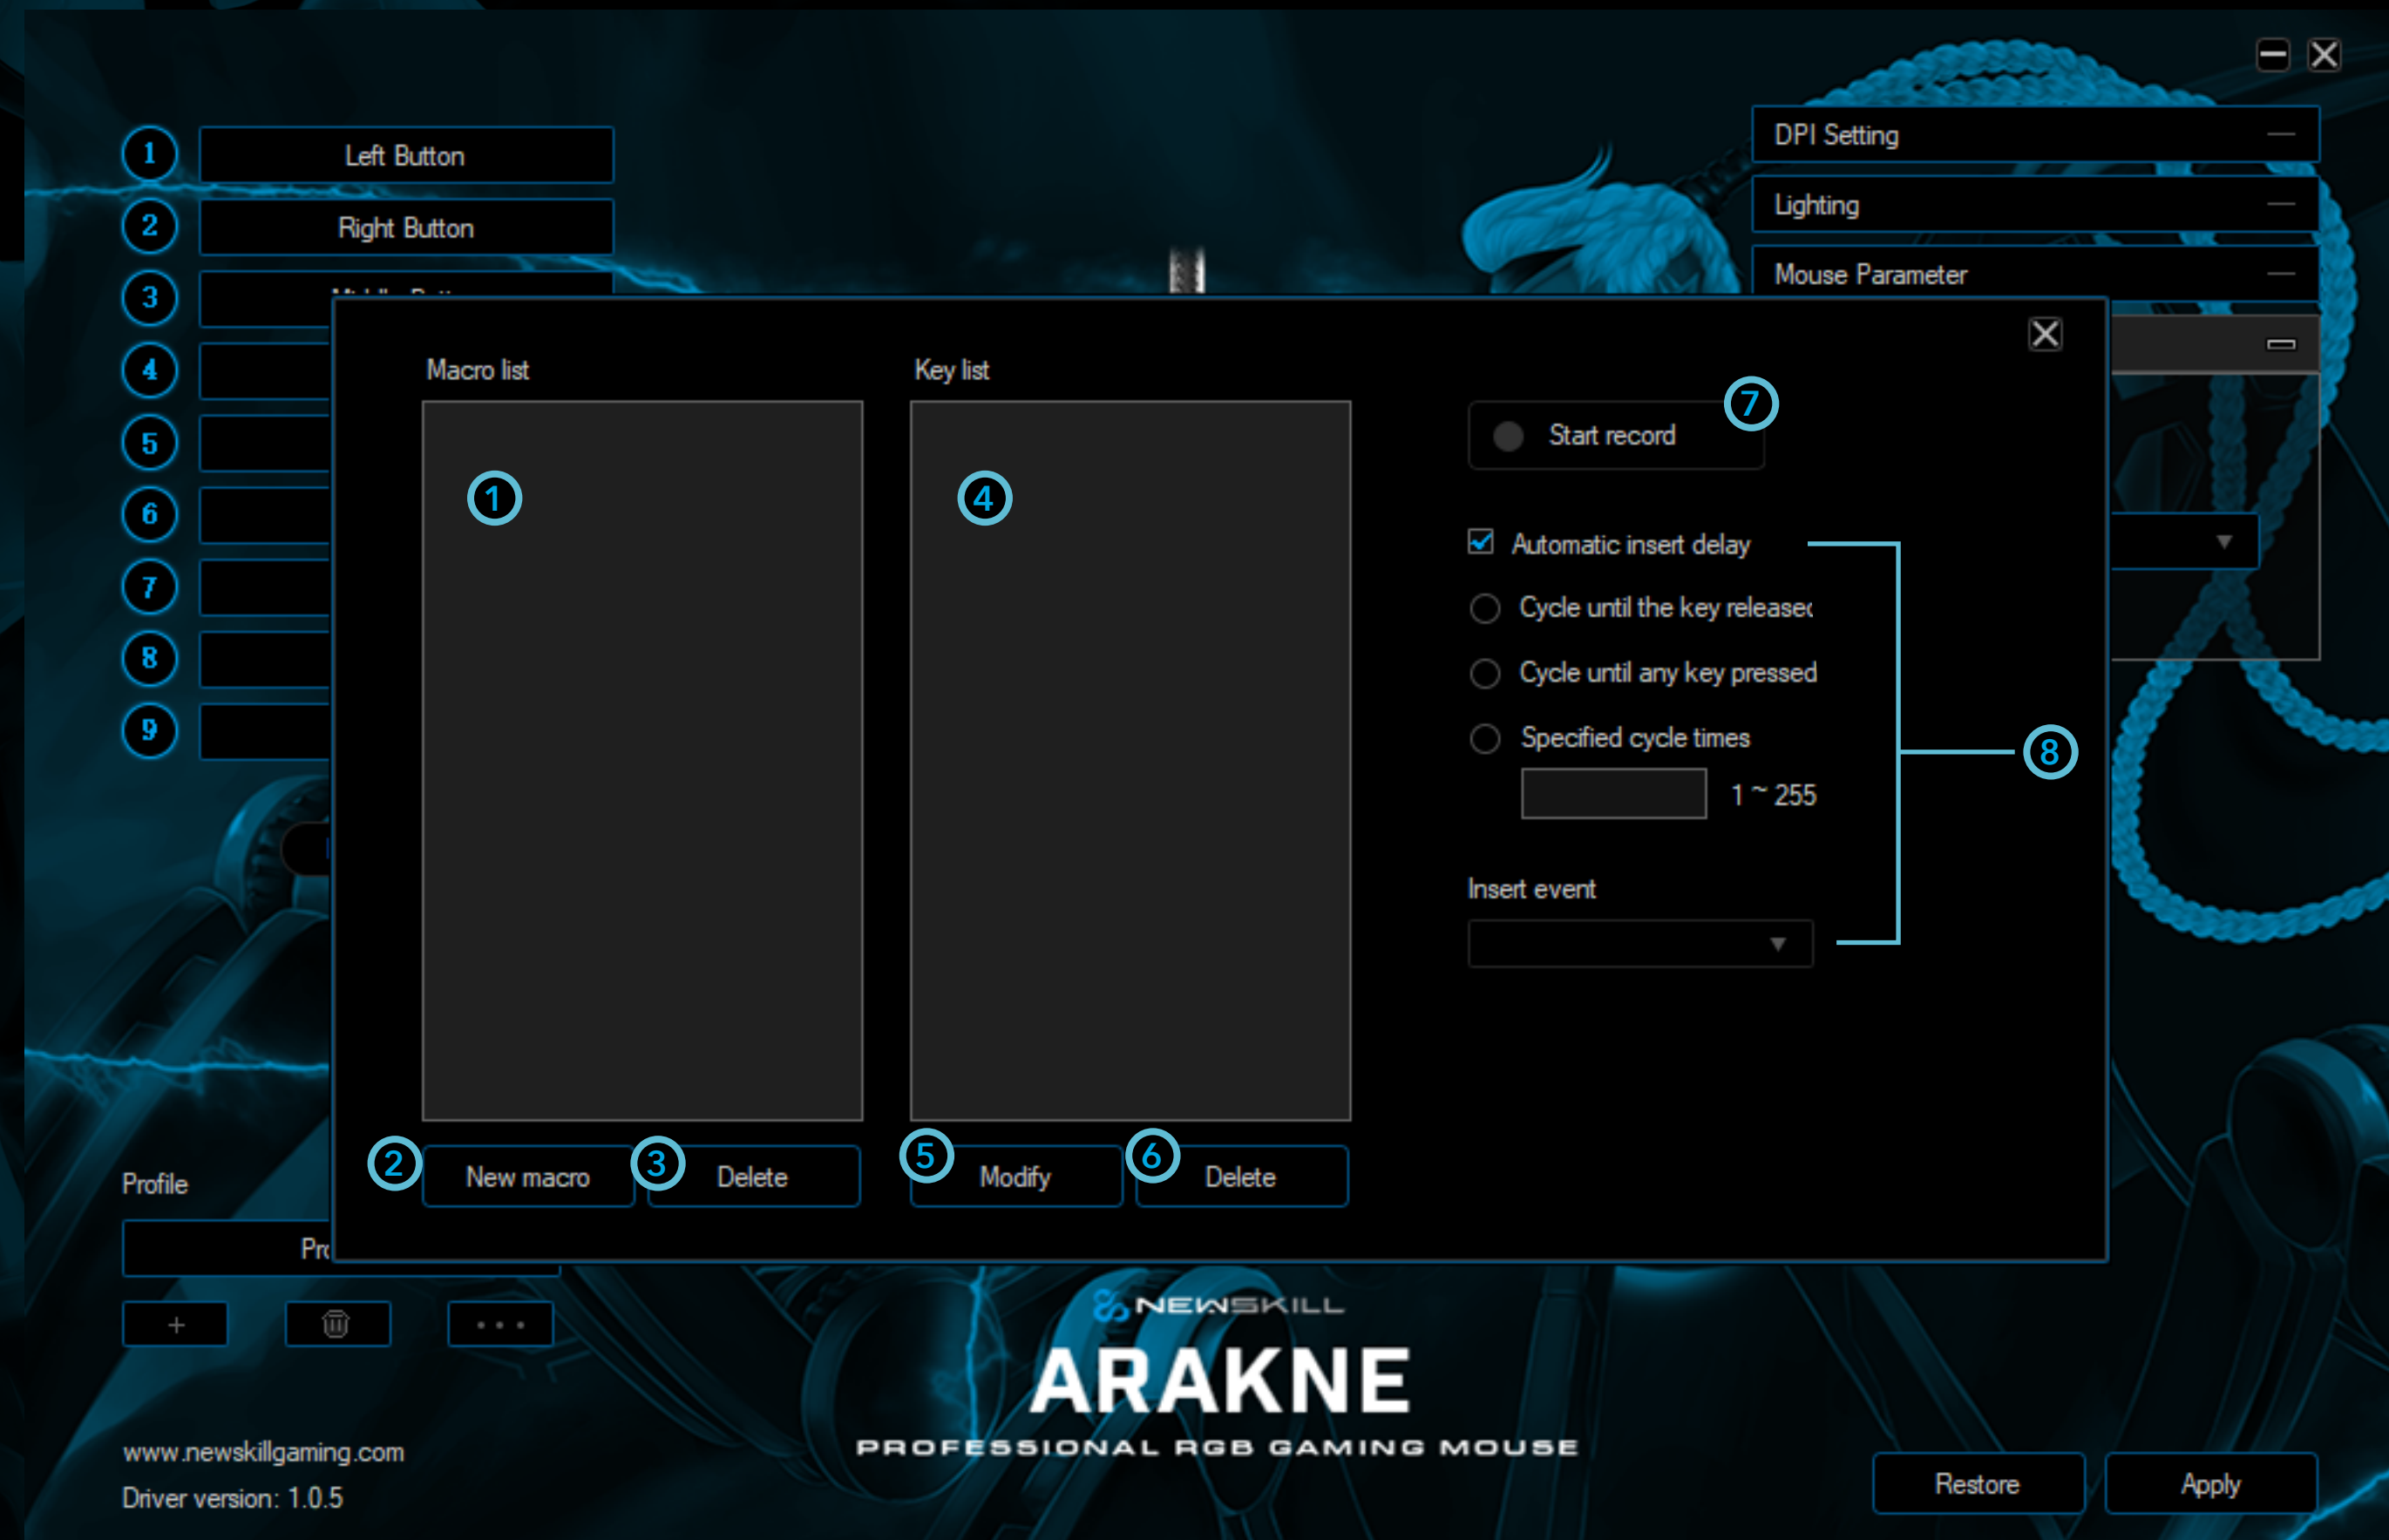 1 Left Button
2 Right Button
3
4
5
6
7
8
9
DPI Setting
Lighting
Mouse Parameter
Macro list
1
Key list
4
7
Start record
Automatic insert delay
Cycle until the key released
Cycle until any key pressed
Specified cycle times
1 ~ 255
8
Insert event
2 New macro
3 Delete
5 Modify
6 Delete
Profile
+
...
www.newskillgaming.com
Driver version: 1.0.5
NEWSKILL
ARAKNE
PROFESSIONAL RGB GAMING MOUSE
Restore
Apply